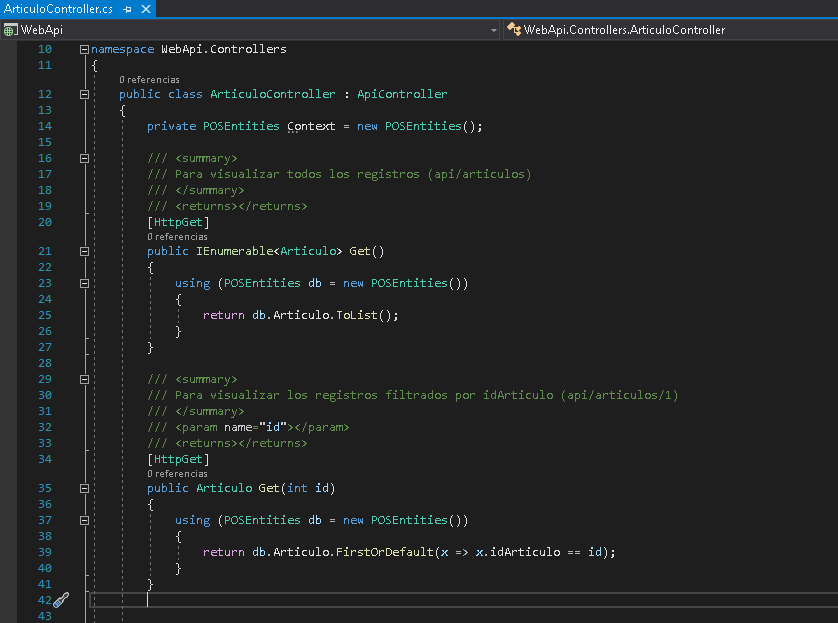 ArticuloController.cs
WebApi
WebApi.Controllers.ArticuloController
10 namespace WebApi.Controllers
11 {
0 referencias
12 public class ArticuloController : ApiController
13 {
14 private POSEntities Context = new POSEntities();
15
16 /// <summary>
17 /// Para visualizar todos los registros (api/articulos)
18 /// </summary>
19 /// <returns></returns>
20 [HttpGet]
0 referencias
21 public IEnumerable<Articulo> Get()
22 {
23 using (POSEntities db = new POSEntities())
24 {
25 return db.Articulo.ToList();
26 }
27 }
28
29 /// <summary>
30 /// Para visualizar los registros filtrados por idArticulo (api/articulos/1)
31 /// </summary>
32 /// <param name="id"></param>
33 /// <returns></returns>
34 [HttpGet]
0 referencias
35 public Articulo Get(int id)
36 {
37 using (POSEntities db = new POSEntities())
38 {
39 return db.Articulo.FirstOrDefault(x => x.idArticulo == id);
40 }
41 }
42
43